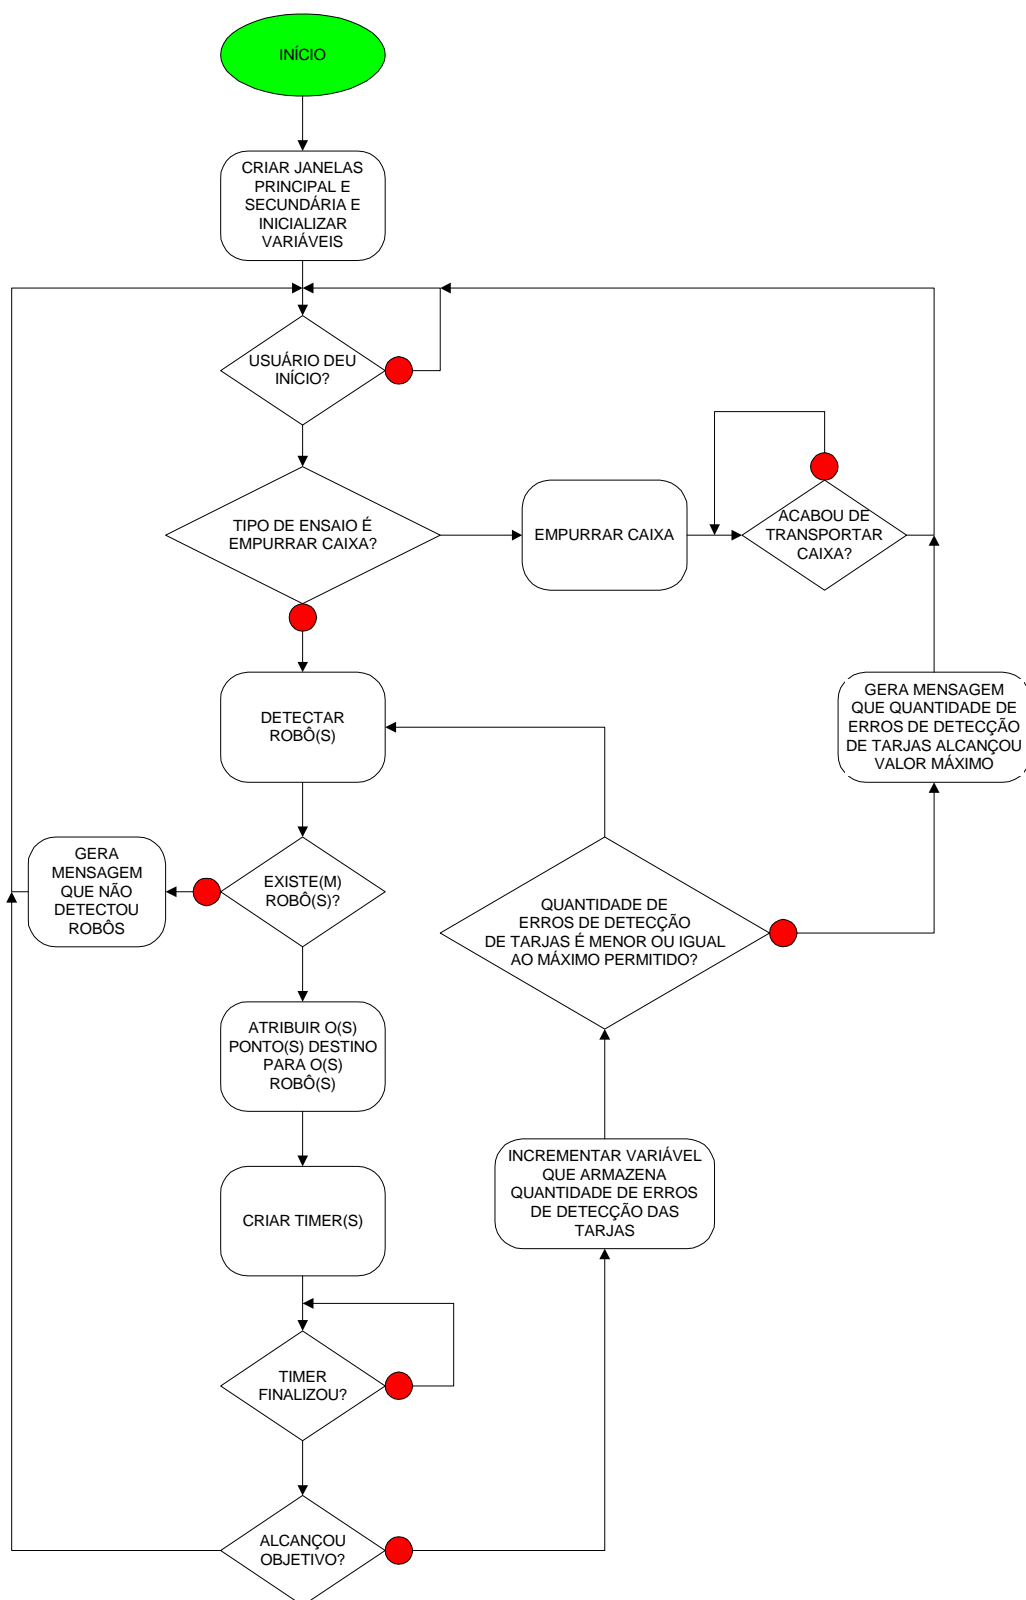 INÍCIO
CRIAR JANELAS
PRINCIPAL E
SECUNDÁRIA E
INICIALIZAR
VARIÁVEIS
USUÁRIO DEU
INÍCIO?
TIPO DE ENSAIO É
EMPURRAR CAIXA?
EMPURRAR CAIXA
ACABOU DE
TRANSPORTAR
CAIXA?
DETECTAR
ROBÔ(S)
GERA MENSAGEM
QUE QUANTIDADE DE
ERROS DE DETECÇÃO
DE TARJAS ALCANÇOU
VALOR MÁXIMO
GERA
MENSAGEM
QUE NÃO
DETECTOU
ROBÔS
EXISTE(M)
ROBÔ(S)?
QUANTIDADE DE
ERROS DE DETECÇÃO
DE TARJAS É MENOR OU IGUAL
AO MÁXIMO PERMITIDO?
ATRIBUIR O(S)
PONTO(S) DESTINO
PARA O(S)
ROBÔ(S)
CRIAR TIMER(S)
INCREMENTAR VARIÁVEL
QUE ARMAZENA
QUANTIDADE DE ERROS
DE DETECÇÃO DAS
TARJAS
TIMER
FINALIZOU?
ALCANÇOU
OBJETIVO?